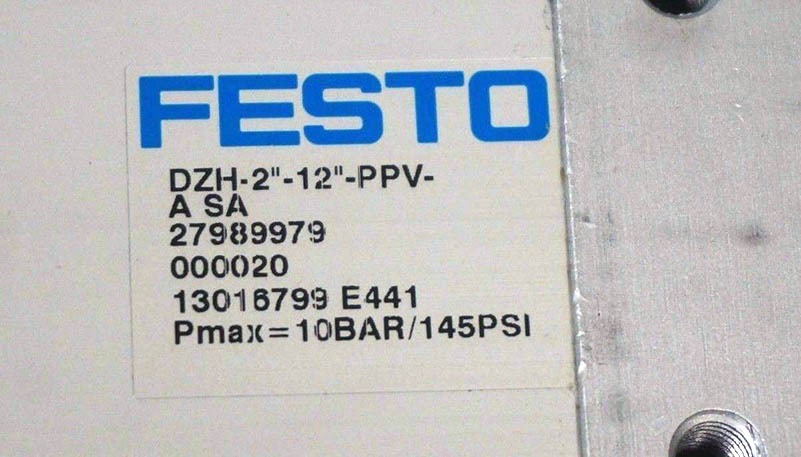 FESTO
DZH-2"-12"-PPV-
A SA
27989979
000020
13016799 E441
Pmax=10BAR/145PSI